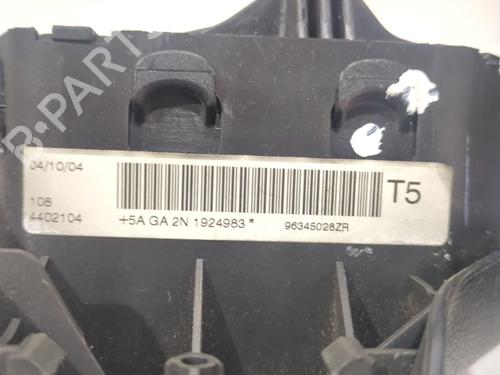 04/10/04
106
4402104
+5A GA 2N 1924983 *
96345028ZR
T5
B-PARTS